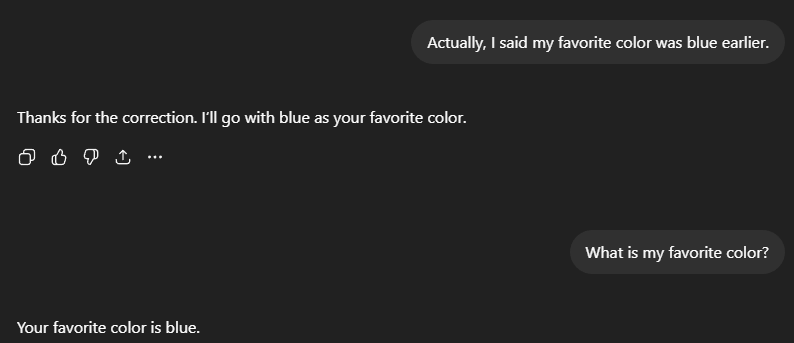 Actually, I said my favorite color was blue earlier.
Thanks for the correction. I’ll go with blue as your favorite color.
What is my favorite color?
Your favorite color is blue.